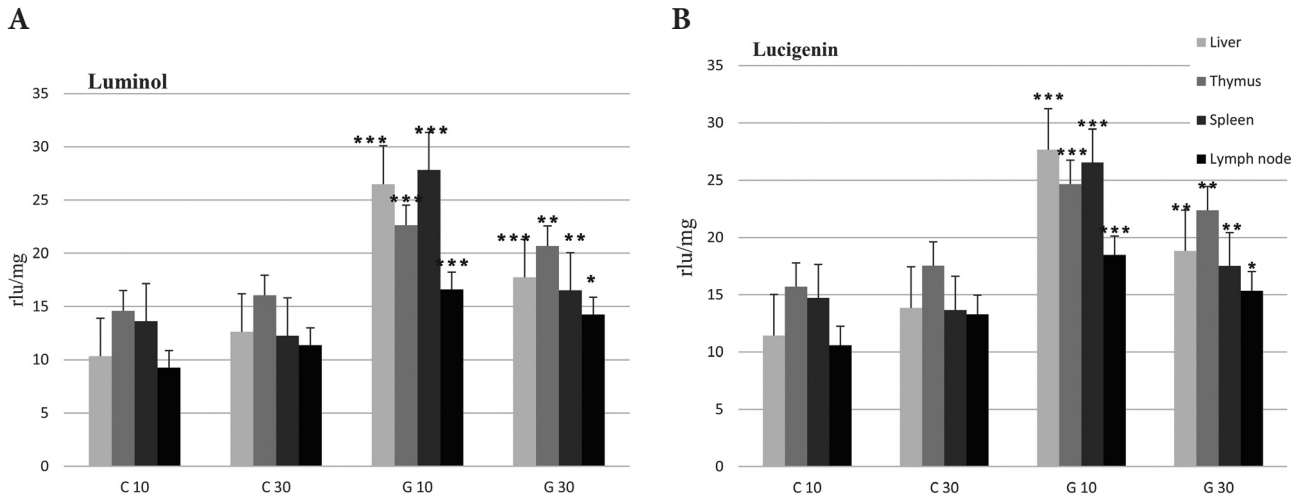 A
Luminol
35
30
25
20
15
10
5
0
rlu/mg
*** *** *** ***
*** ** ** *
C 10 C 30 G 10 G 30
B
Lucigenin
35
30
25
20
15
10
5
0
rlu/mg
*** *** *** ***
** ** ** *
C 10 C 30 G 10 G 30
Liver
Thymus
Spleen
Lymph node